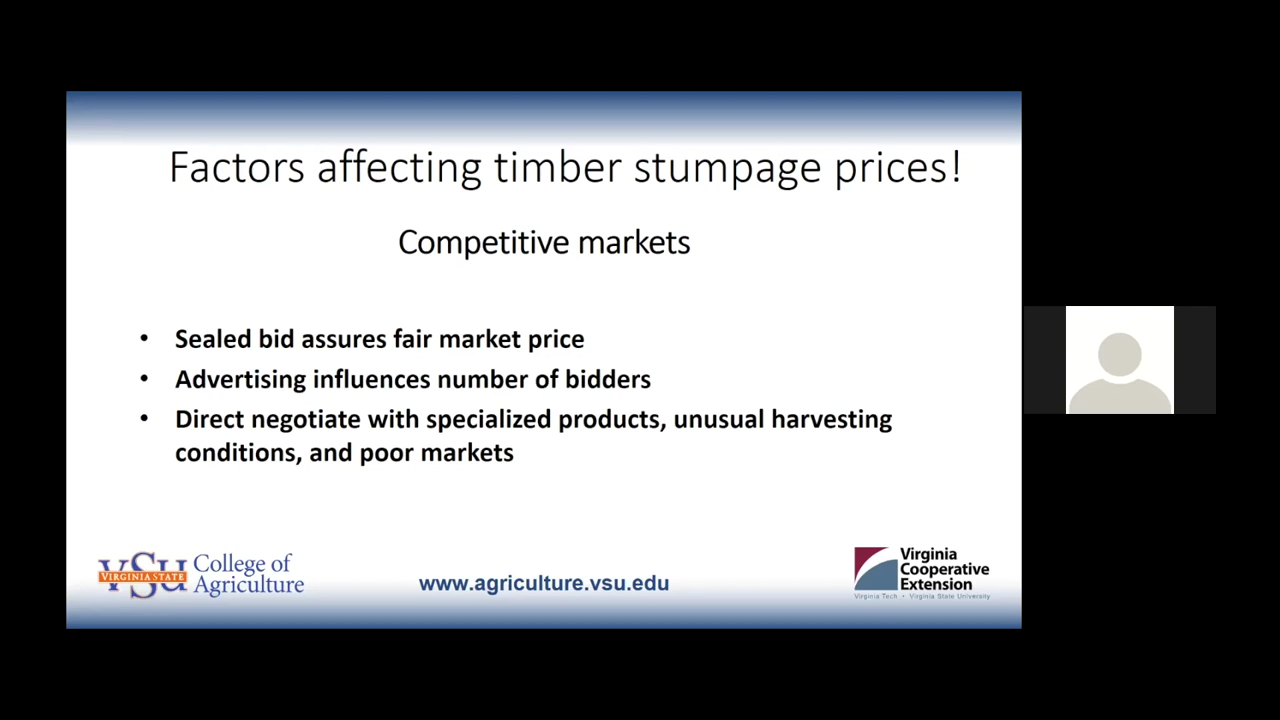 Factors affecting timber stumpage prices!
Competitive markets
• Sealed bid assures fair market price
• Advertising influences number of bidders
• Direct negotiate with specialized products, unusual harvesting
conditions, and poor markets
VSU
VIRGINIA STATE
College of
Agriculture
www.agriculture.vsu.edu
Virginia
Cooperative
Extension
Virginia Tech • Virginia State University